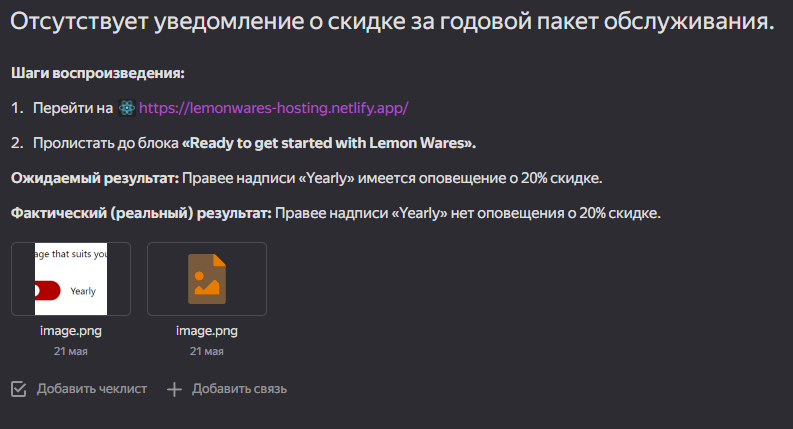 Отсутствует уведомление о скидке за годовой пакет обслуживания.
Шаги воспроизведения:
1. Перейти на https://lemonwares-hosting.netlify.app/
2. Пролистать до блока «Ready to get started with Lemon Wares».
Ожидаемый результат: Правее надписи «Yearly» имеется оповещение о 20% скидке.
Фактический (реальный) результат: Правее надписи «Yearly» нет оповещения о 20% скидке.
age that suits you
Yearly
image.png image.png
21 мая 21 мая
Добавить чеклист Добавить связь